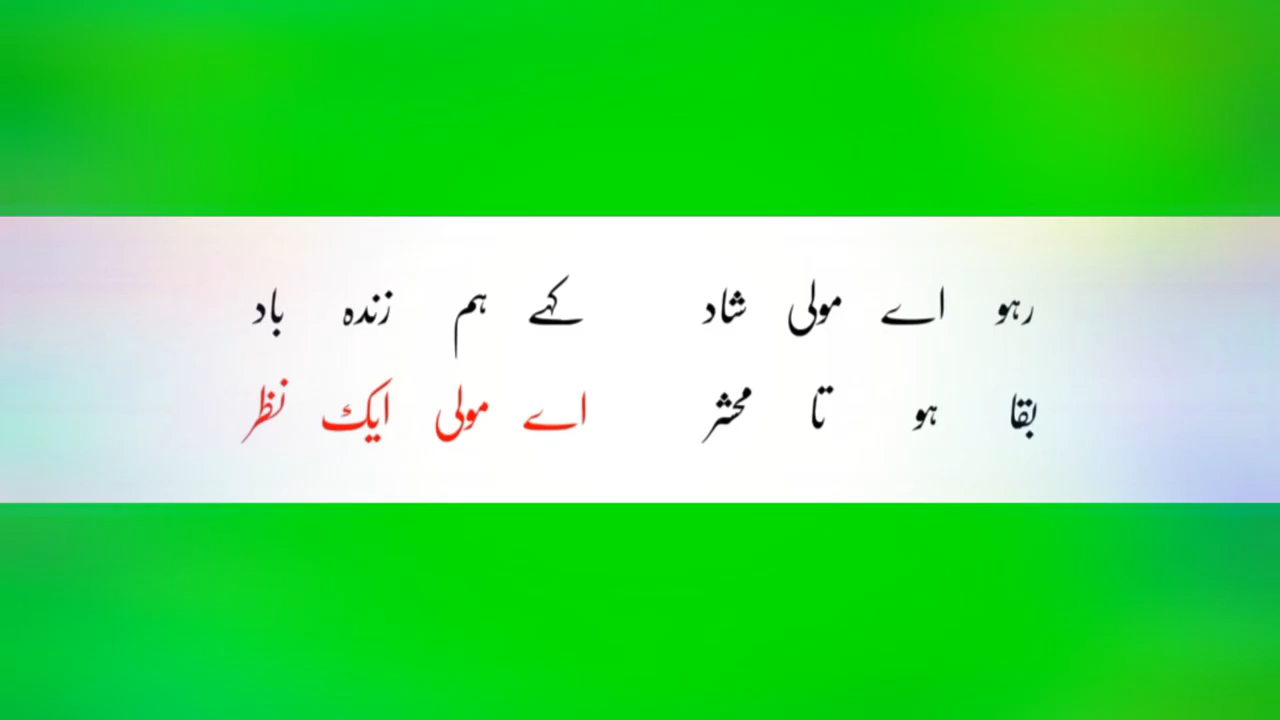 رہو اے مولی شاد کہے ہم زندہ باد
بقا ہو تا محشر اے مولی ایک نظر